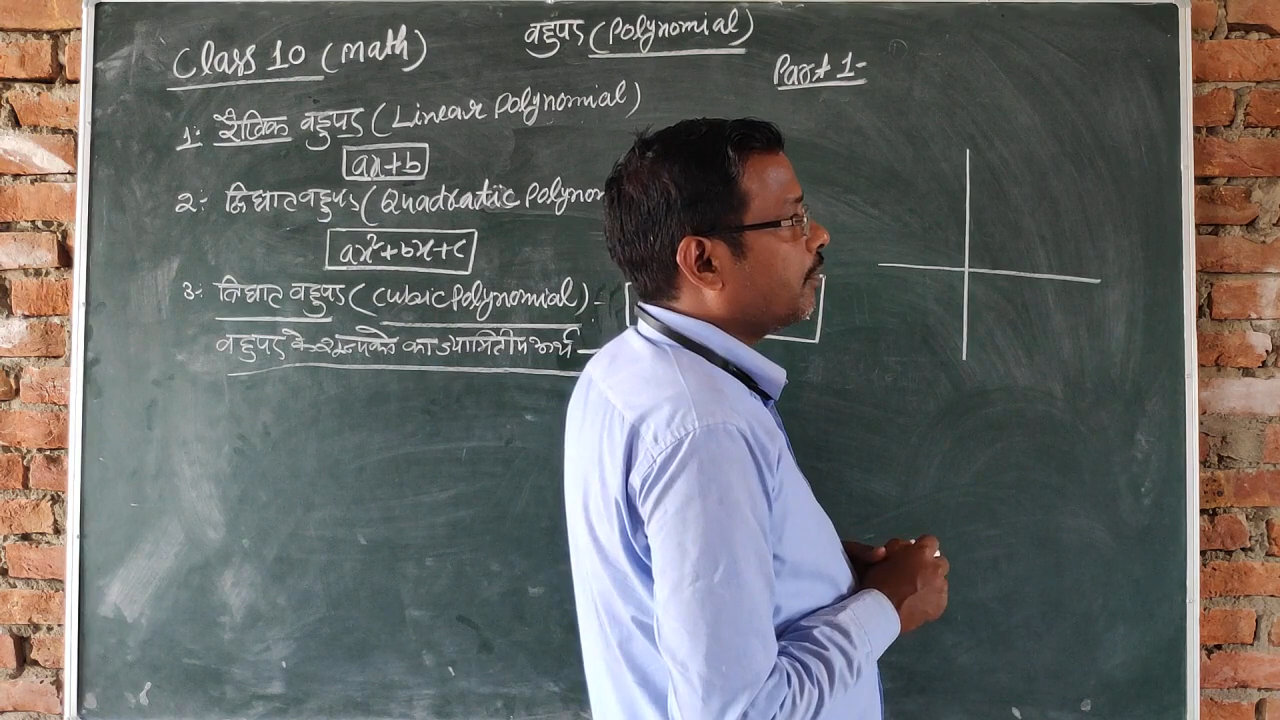 Class 10 (Math)
बहुपद (Polynomial)
Part 1-
1:- रैखिक बहुपद (Linear Polynomial)
ax+b
2:- द्विघात बहुपद (Quadratic Polynom
ax²+bx+c
3:- त्रिघात बहुपद (Cubic Polynomial) -
बहुपद के शून्यको का ज्यामितीय अर्थ